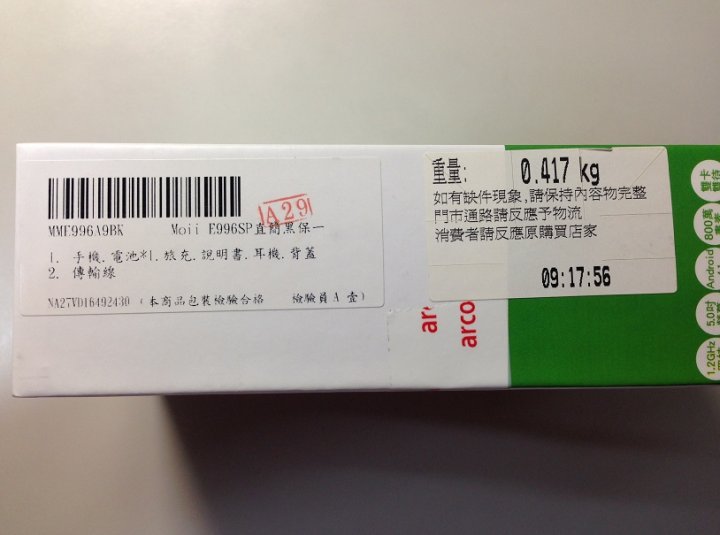 MME996A9BK Moii E996SP直簡黑保一
A29
1. 手機.電池*1.旅充.說明書.耳機.背蓋
2. 傳輸線
NA27VD16492430 (本商品包裝檢驗合格 檢驗員A 壹)
重量: 0.417 kg
如有缺件現象,請保持內容物完整
門市通路請反應予物流
消費者請反應原購買店家
09:17:56
arco
雙卡
800萬
Android
5.0吋
1.2GHz